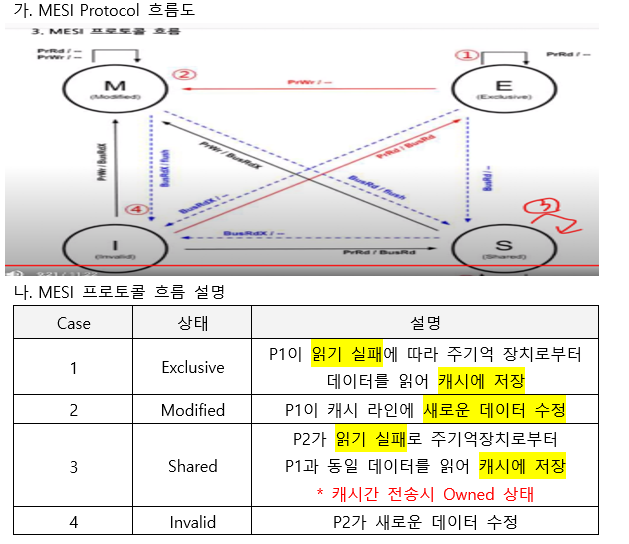 가. MESI Protocol 흐름도
3. MESI 프로토콜 흐름
PrRd / --
PrWr / --
M
(Modified)
②
PrWr / --
①
PrRd / --
E
(Exclusive)
PrWr / BusRdX
BusRdX / flush
PrWr / BusRdX
PrRd / BusRd
BusRd / flush
BusRdX / --
BusRd / --
④
③
BusRdX / --
I
(Invalid)
PrRd / BusRd
S
(Shared)
나. MESI 프로토콜 흐름 설명
Case 상태 설명
1 Exclusive P1이 읽기 실패에 따라 주기억 장치로부터
데이터를 읽어 캐시에 저장
2 Modified P1이 캐시 라인에 새로운 데이터 수정
3 Shared P2가 읽기 실패로 주기억장치로부터
P1과 동일 데이터를 읽어 캐시에 저장
* 캐시간 전송시 Owned 상태
4 Invalid P2가 새로운 데이터 수정